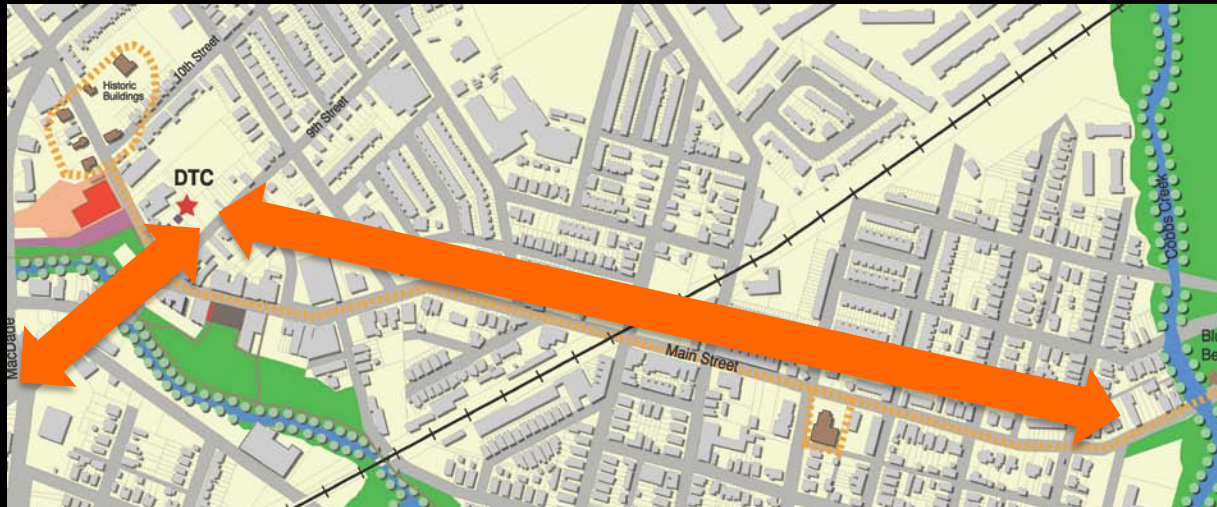 10th Street
Historic
Buildings
9th Street
DTC
MacDade
Main Street
Cobbs Creek